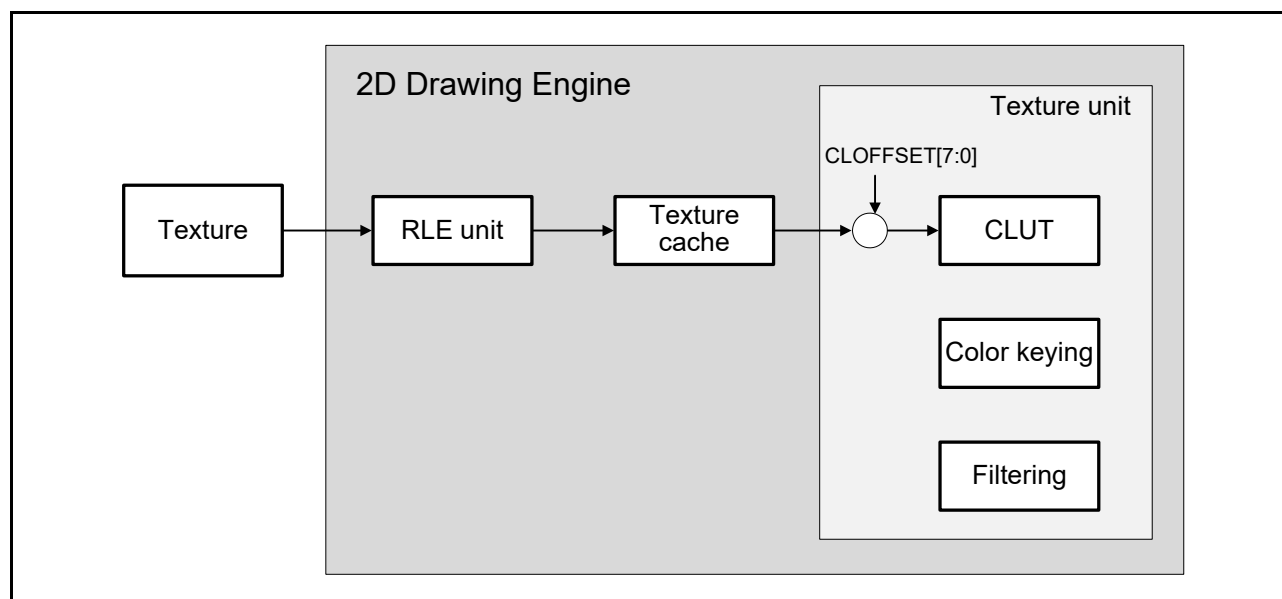 2D Drawing Engine
Texture unit
CLOFFSET[7:0]
Texture
RLE unit
Texture
cache
CLUT
Color keying
Filtering